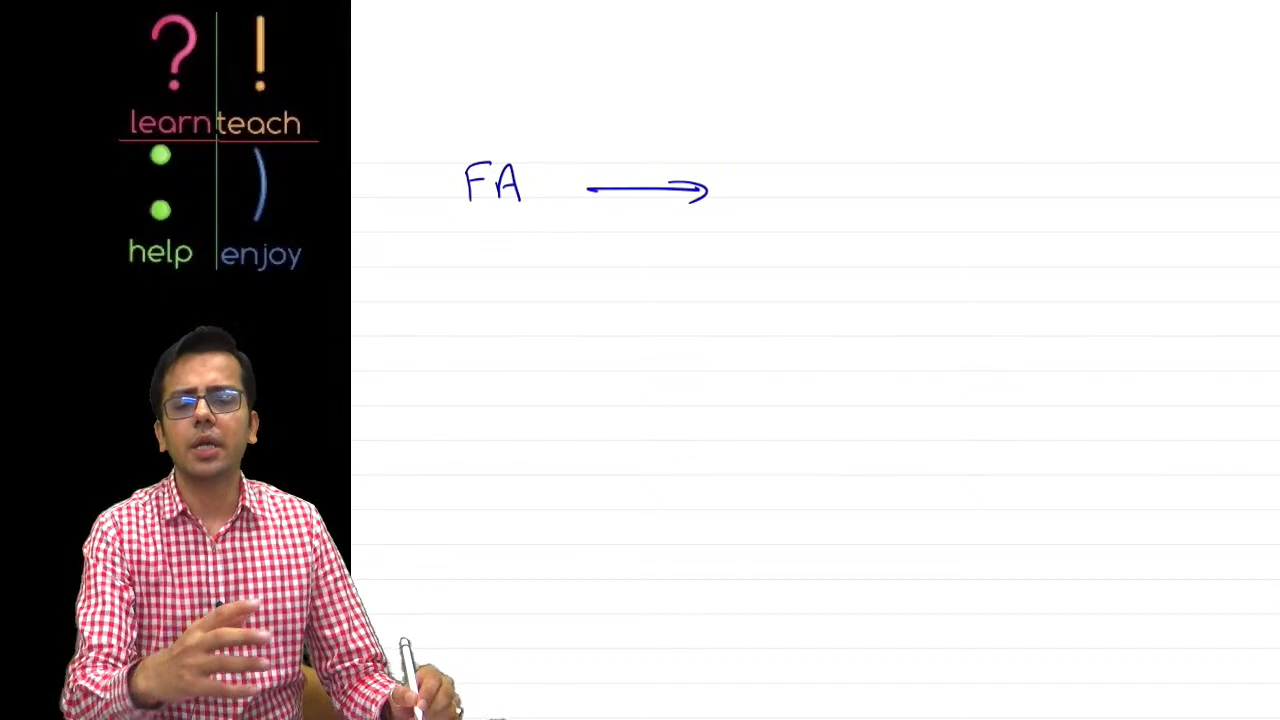 ? !
learn teach
: )
help enjoy
FA →